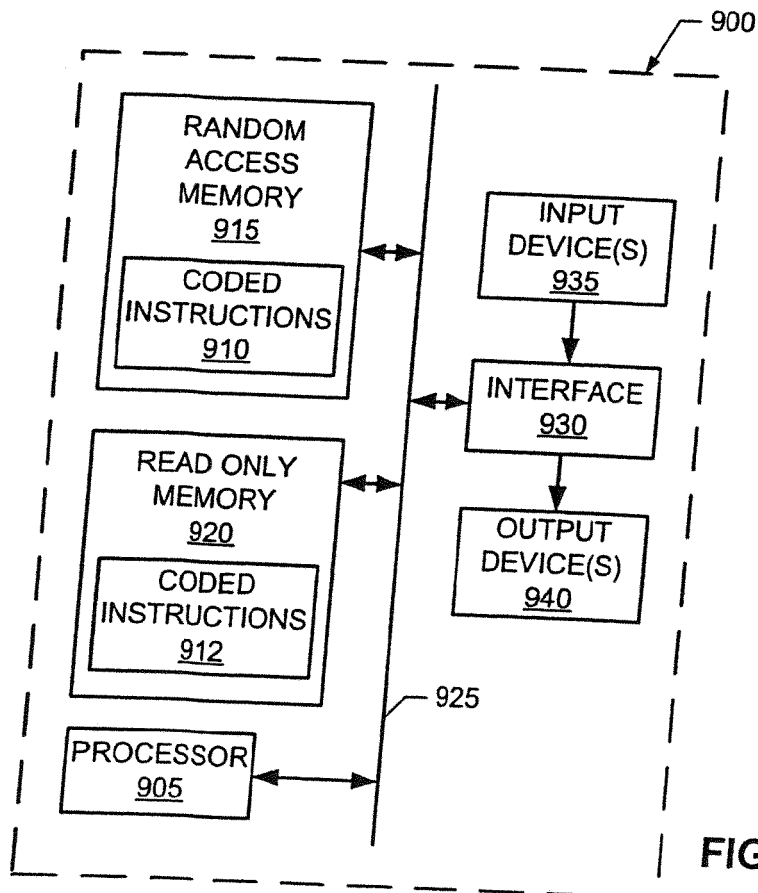 900
RANDOM
ACCESS
MEMORY
915
CODED
INSTRUCTIONS
910
READ ONLY
MEMORY
920
CODED
INSTRUCTIONS
912
PROCESSOR
905
925
INPUT
DEVICE(S)
935
INTERFACE
930
OUTPUT
DEVICE(S)
940
FIG